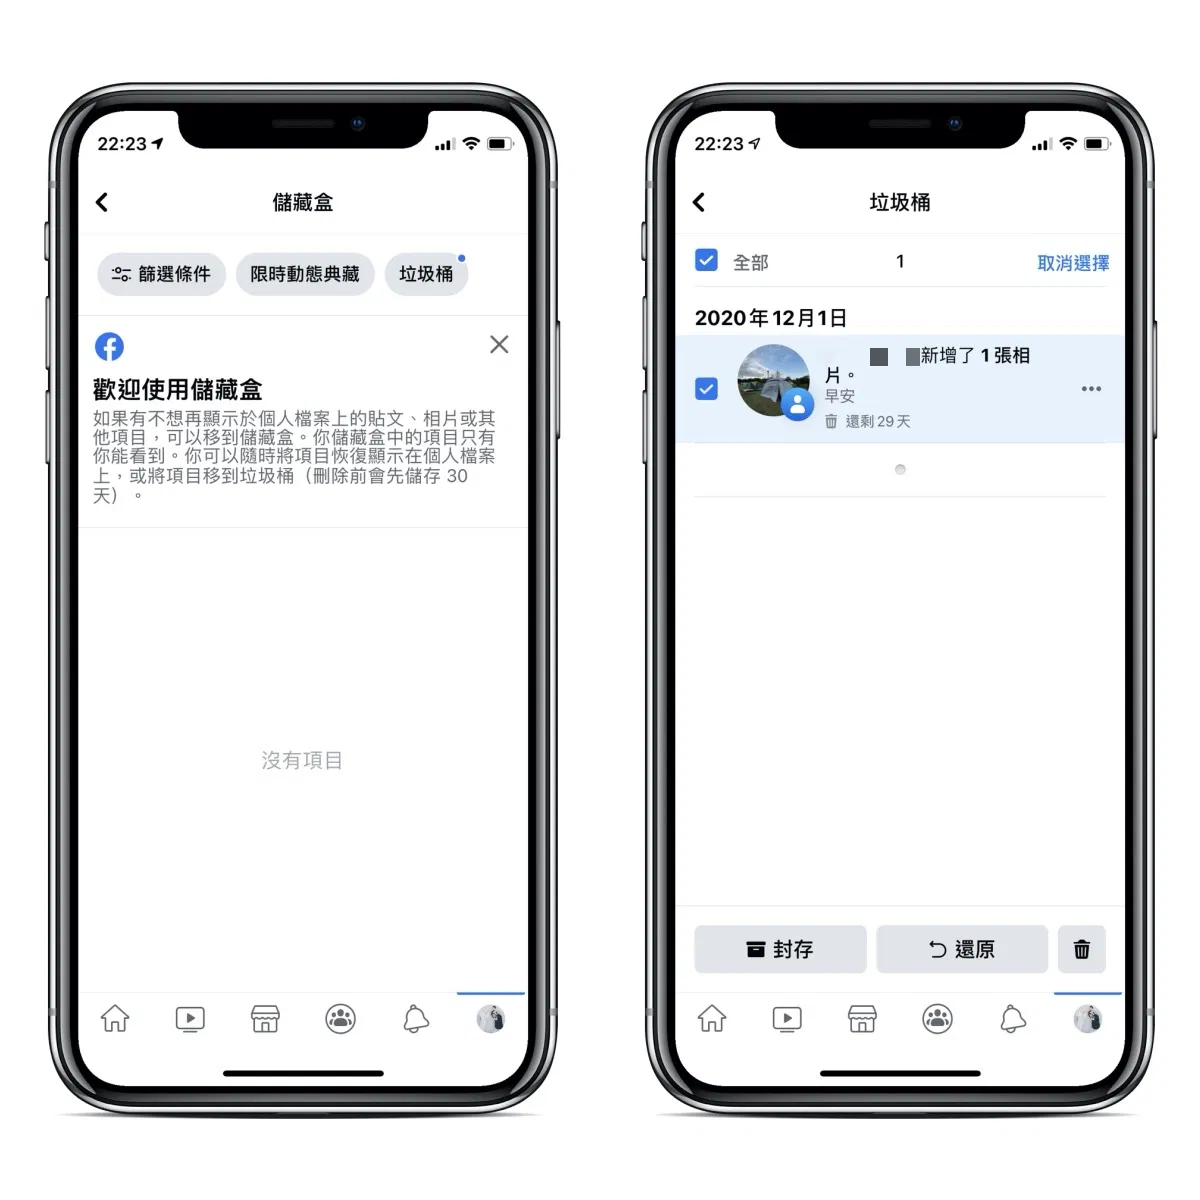 22:23
儲藏盒
篩選條件
限時動態典藏
垃圾桶
歡迎使用儲藏盒
如果有不想再顯示於個人檔案上的貼文、相片或其
他項目，可以移到儲藏盒。你儲藏盒中的項目只有
你能看到。你可以隨時將項目恢復顯示在個人檔案
上，或將項目移到垃圾桶（刪除前會先儲存 30
天）。
沒有項目
22:23
垃圾桶
全部
1
取消選擇
2020年12月1日
新增了 1 張相
片。
早安
還剩 29 天
封存
還原